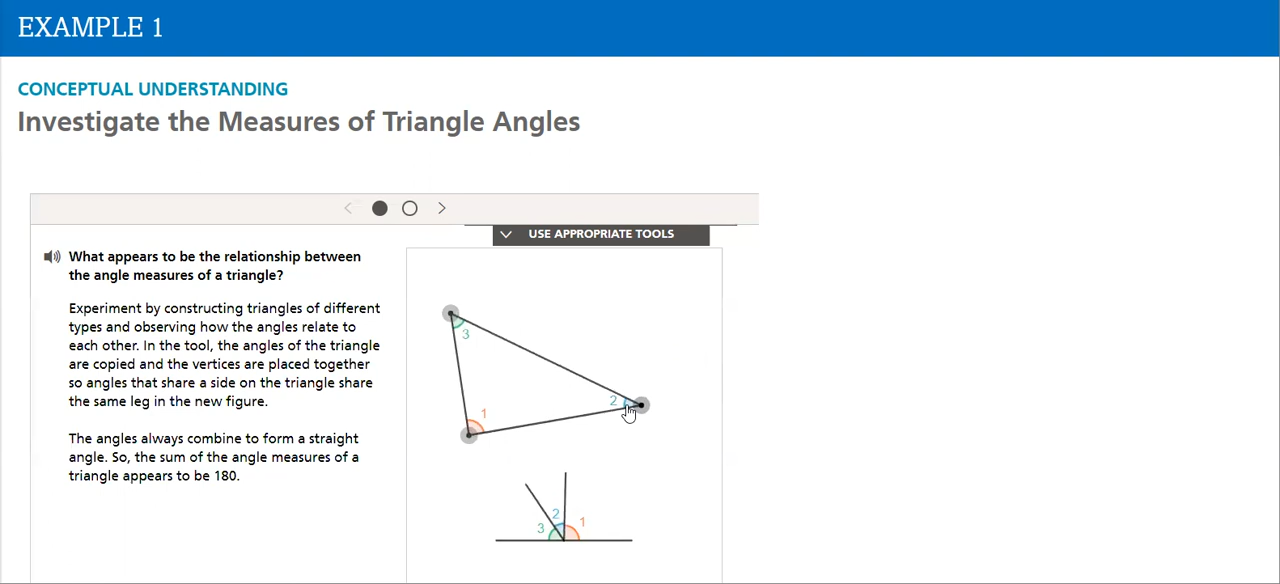 EXAMPLE 1
CONCEPTUAL UNDERSTANDING
Investigate the Measures of Triangle Angles
USE APPROPRIATE TOOLS
What appears to be the relationship between
the angle measures of a triangle?
Experiment by constructing triangles of different
types and observing how the angles relate to
each other. In the tool, the angles of the triangle
are copied and the vertices are placed together
so angles that share a side on the triangle share
the same leg in the new figure.
The angles always combine to form a straight
angle. So, the sum of the angle measures of a
triangle appears to be 180.
3
2
1
2
3
1